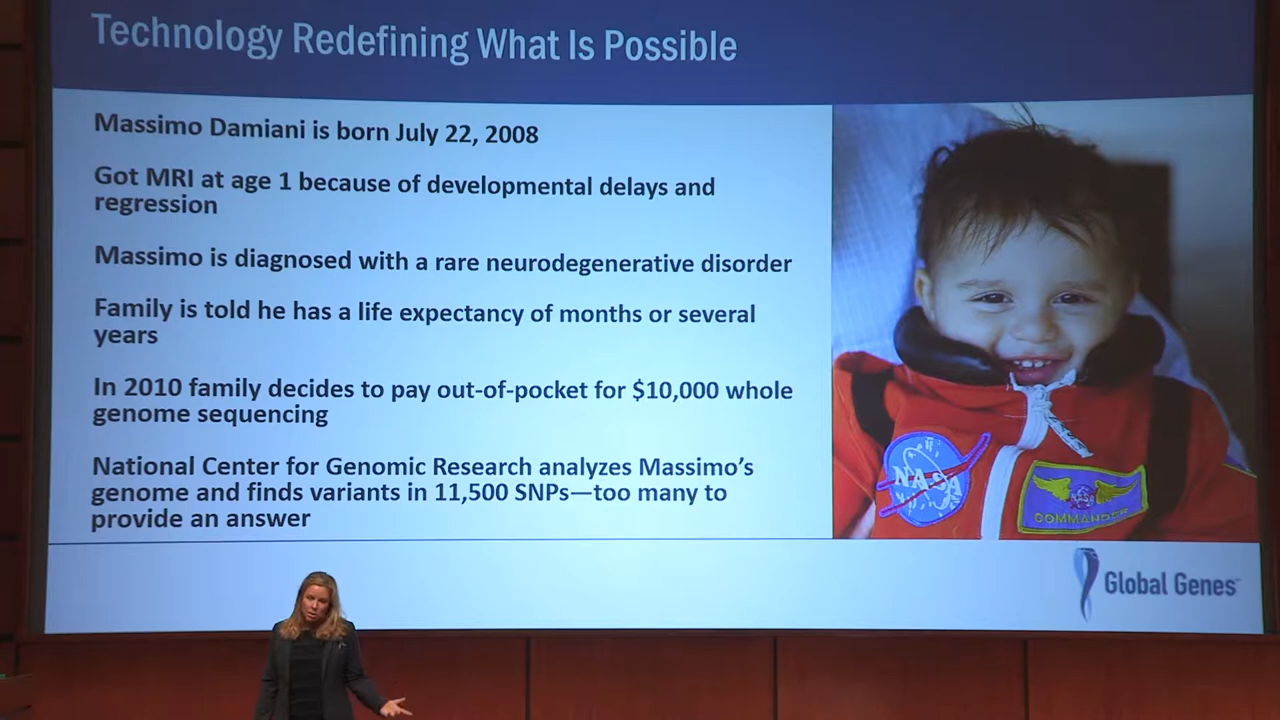 Technology Redefining What Is Possible
Massimo Damiani is born July 22, 2008
Got MRI at age 1 because of developmental delays and
regression
Massimo is diagnosed with a rare neurodegenerative disorder
Family is told he has a life expectancy of months or several
years
In 2010 family decides to pay out-of-pocket for $10,000 whole
genome sequencing
National Center for Genomic Research analyzes Massimo’s
genome and finds variants in 11,500 SNPs—too many to
provide an answer
NASA
NASA
COMMANDER
Global Genes™